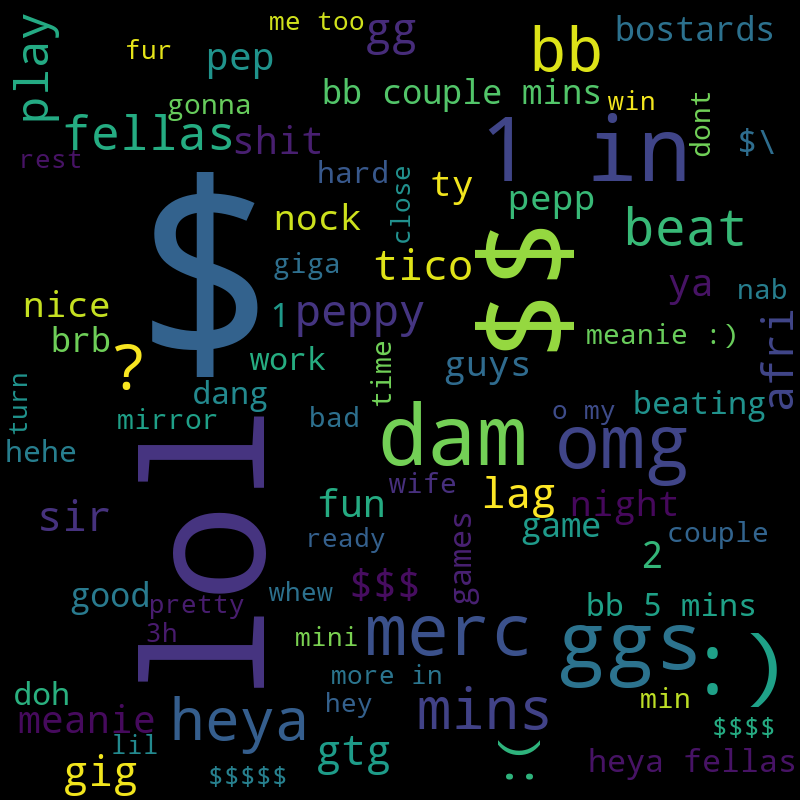 me too
gg
bb
bostards
play
fur
pep
bb couple mins
win
gonna
1 in
dont
$\
fellas
shit
rest
hard
close
ty
pepp
$
nock
beat
giga
tico
$$
ya
nab
nice
1
peppy
meanie :)
afri
brb
?
work
time
guys
dang
turn
mirror
bad
dam
o my
beating
omg
hehe
lol
wife
lag
night
sir
fun
game
couple
ready
games
2
good
pretty
whew
$$$
bb 5 mins
3h
mini
merc
ggs
:)
more in
doh
min
meanie
heya
hey
mins
$$$$
lil
gtg
:)
heya fellas
gig
$$$$$